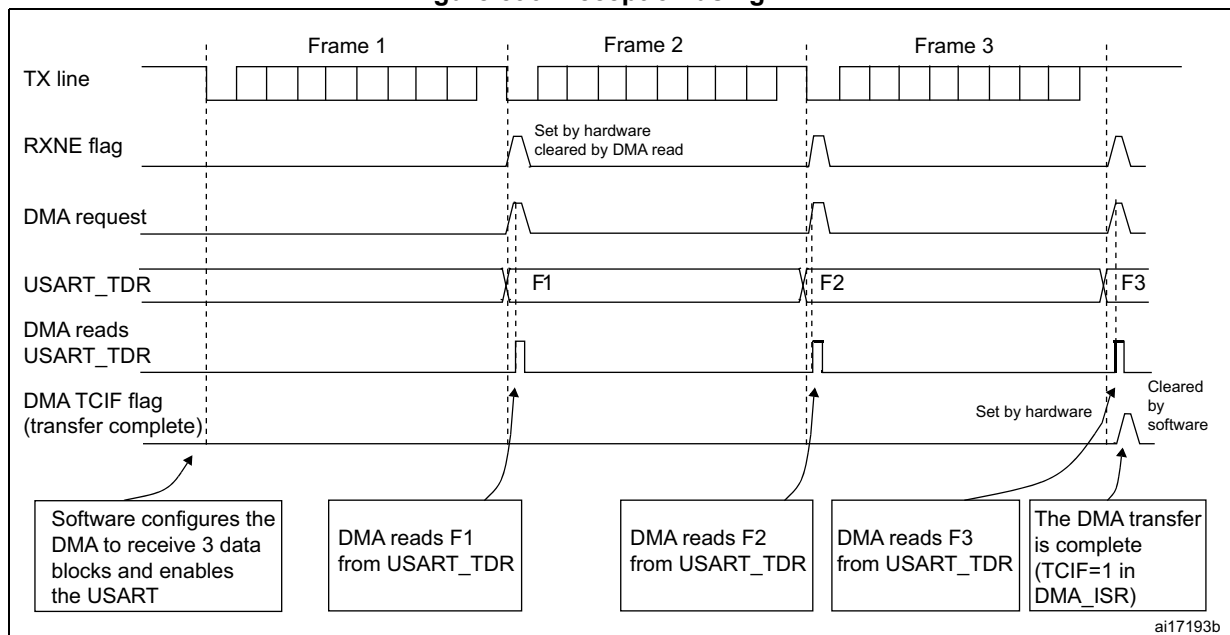 Frame 1
Frame 2
Frame 3
TX line
Set by hardware
cleared by DMA read
RXNE flag
DMA request
USART_TDR
F1
F2
F3
DMA reads
USART_TDR
DMA TCIF flag
(transfer complete)
Set by hardware
Cleared
by
software
Software configures the
DMA to receive 3 data
blocks and enables
the USART
DMA reads F1
from USART_TDR
DMA reads F2
from USART_TDR
DMA reads F3
from USART_TDR
The DMA transfer
is complete
(TCIF=1 in
DMA_ISR)
ai17193b